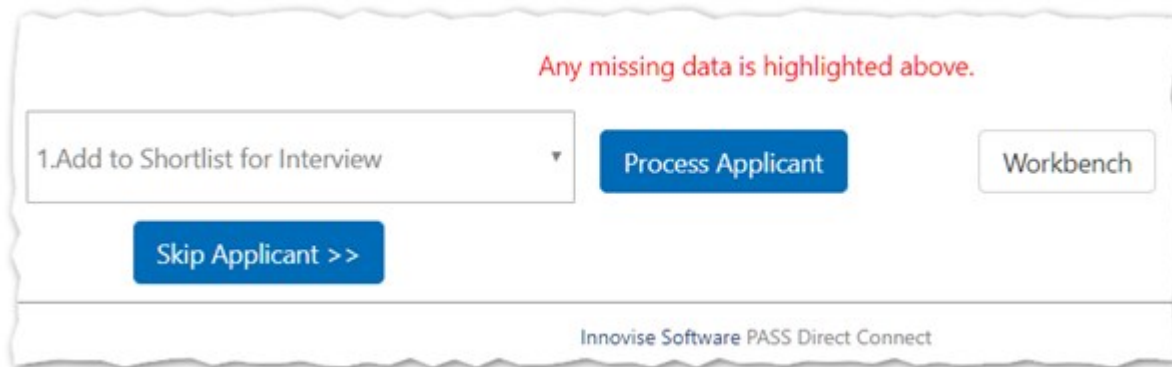 Any missing data is highlighted above.
1.Add to Shortlist for Interview
Process Applicant
Workbench
Skip Applicant >>
Innovise Software PASS Direct Connect